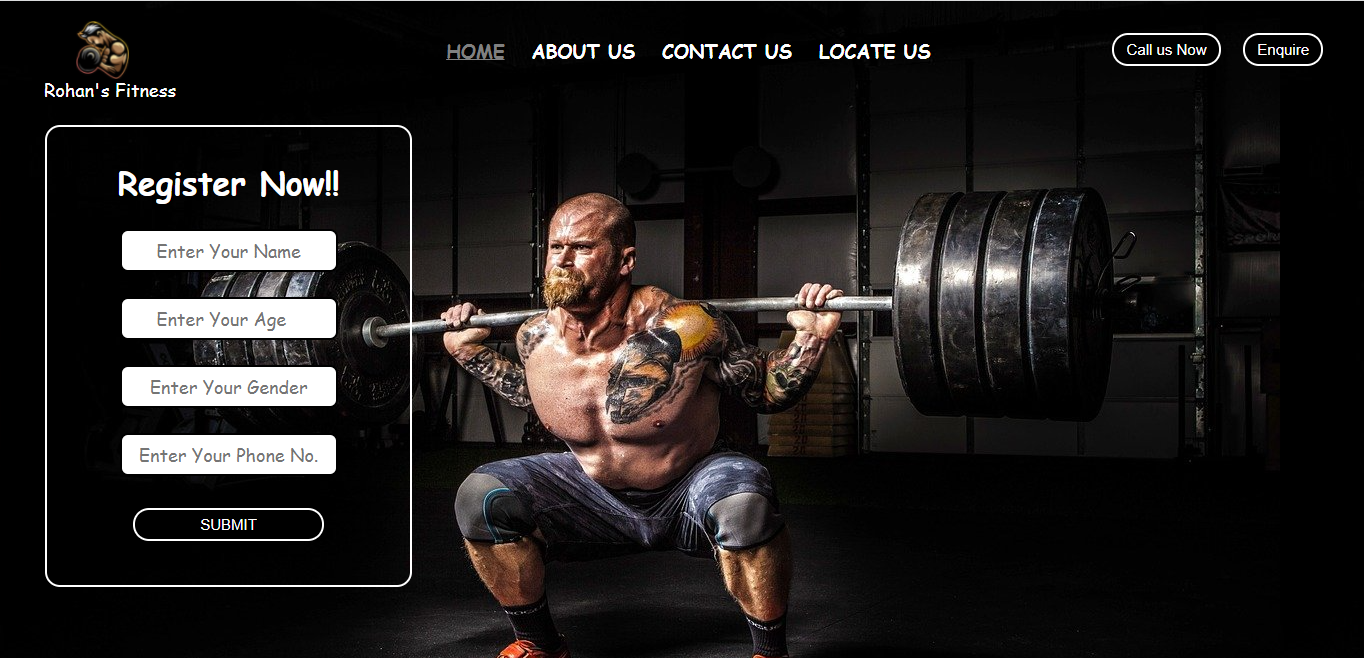 HOME ABOUT US CONTACT US LOCATE US
Call us Now
Enquire
Rohan's Fitness
Register Now!!
Enter Your Name
Enter Your Age
Enter Your Gender
Enter Your Phone No.
SUBMIT